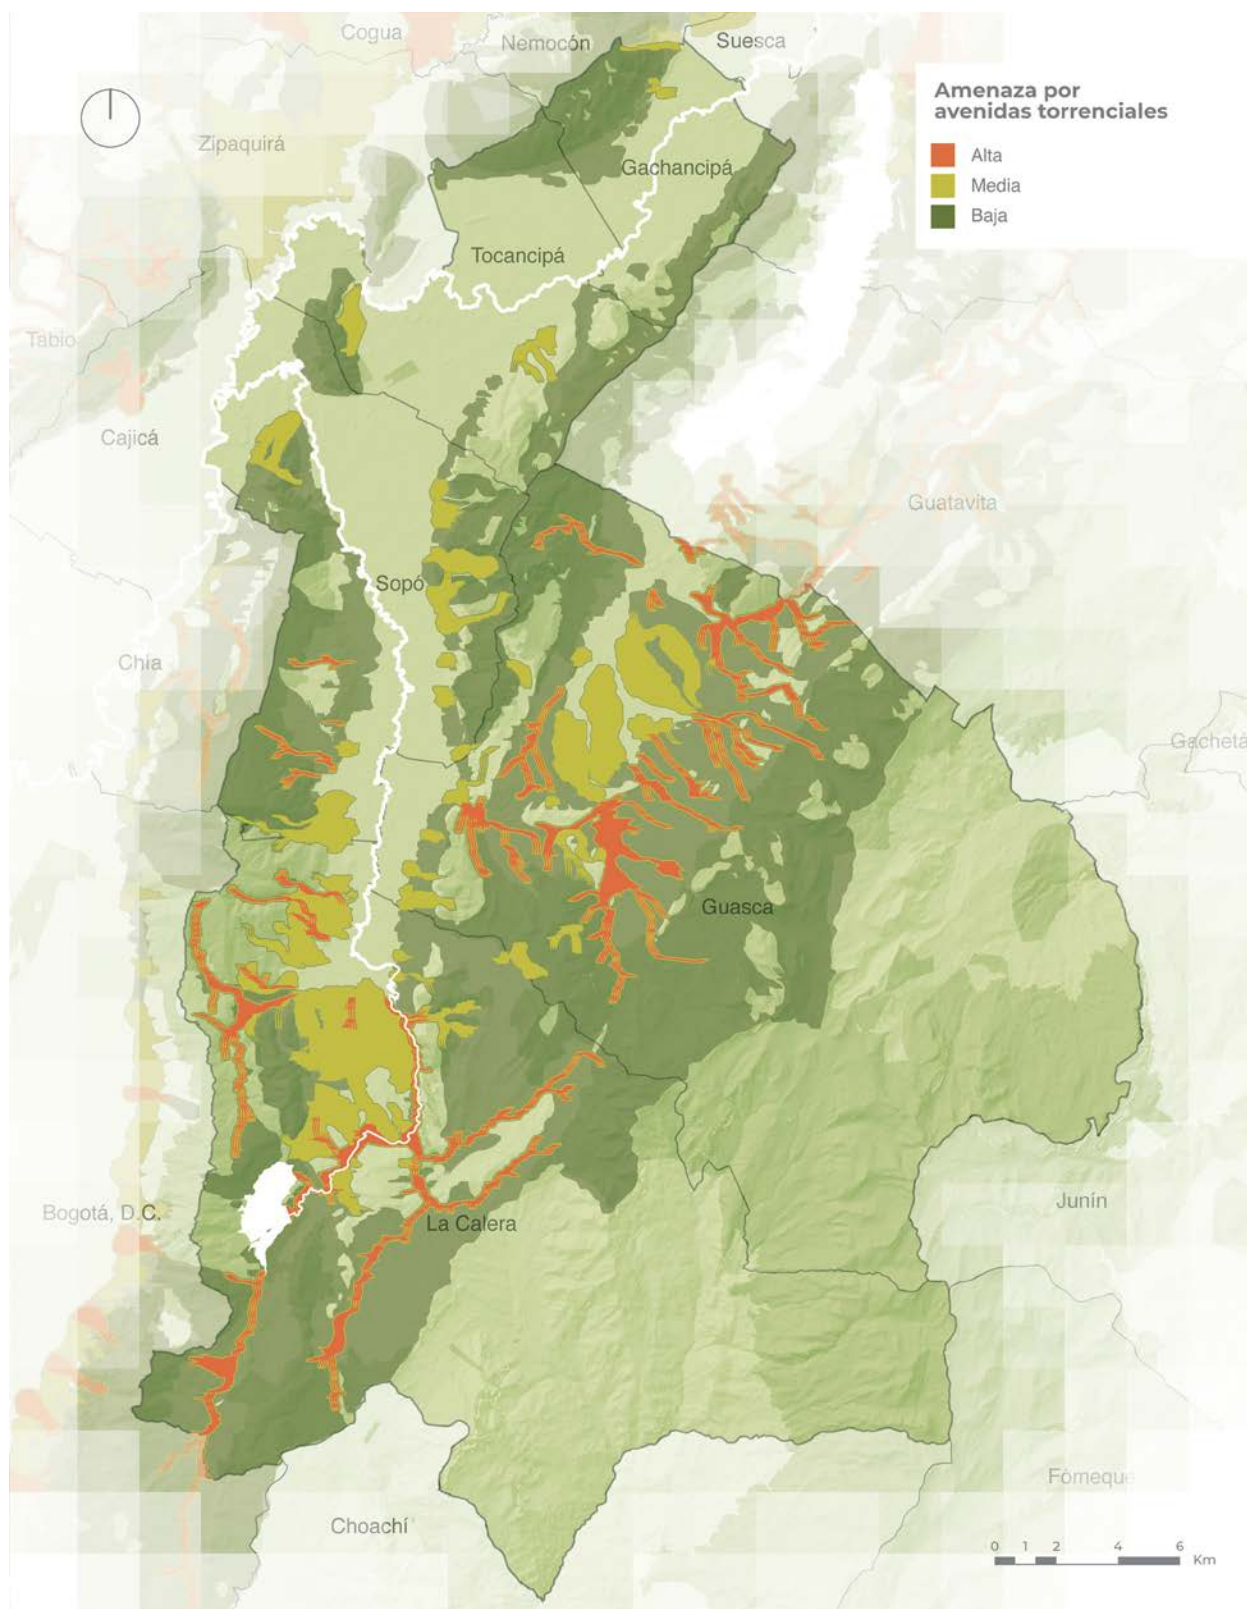 Cogua
Nemocón
Suesca
Amenaza por
avenidas torrenciales
Alta
Media
Baja
Zipaquirá
Gachancipá
Tocancipá
Tabio
Cajicá
Guatavita
Sopó
Chía
Gachetá
Guasca
Bogotá, D.C.
La Calera
Junín
Fómeque
Choachí
0 1 2 4 6
Km